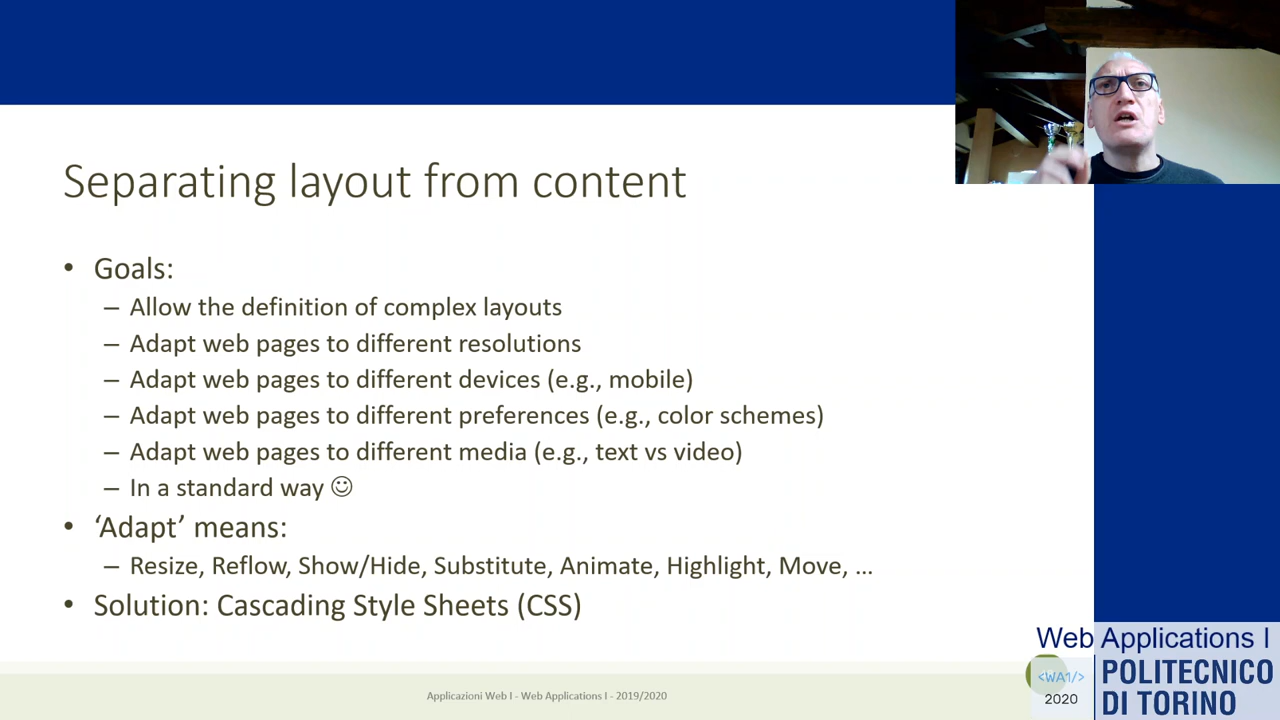 Separating layout from content
• Goals:
– Allow the definition of complex layouts
– Adapt web pages to different resolutions
– Adapt web pages to different devices (e.g., mobile)
– Adapt web pages to different preferences (e.g., color schemes)
– Adapt web pages to different media (e.g., text vs video)
– In a standard way ☺
• ‘Adapt’ means:
– Resize, Reflow, Show/Hide, Substitute, Animate, Highlight, Move, …
• Solution: Cascading Style Sheets (CSS)
Applicazioni Web I - Web Applications I - 2019/2020
Web Applications I
<WA1/>
2020
POLITECNICO
DI TORINO